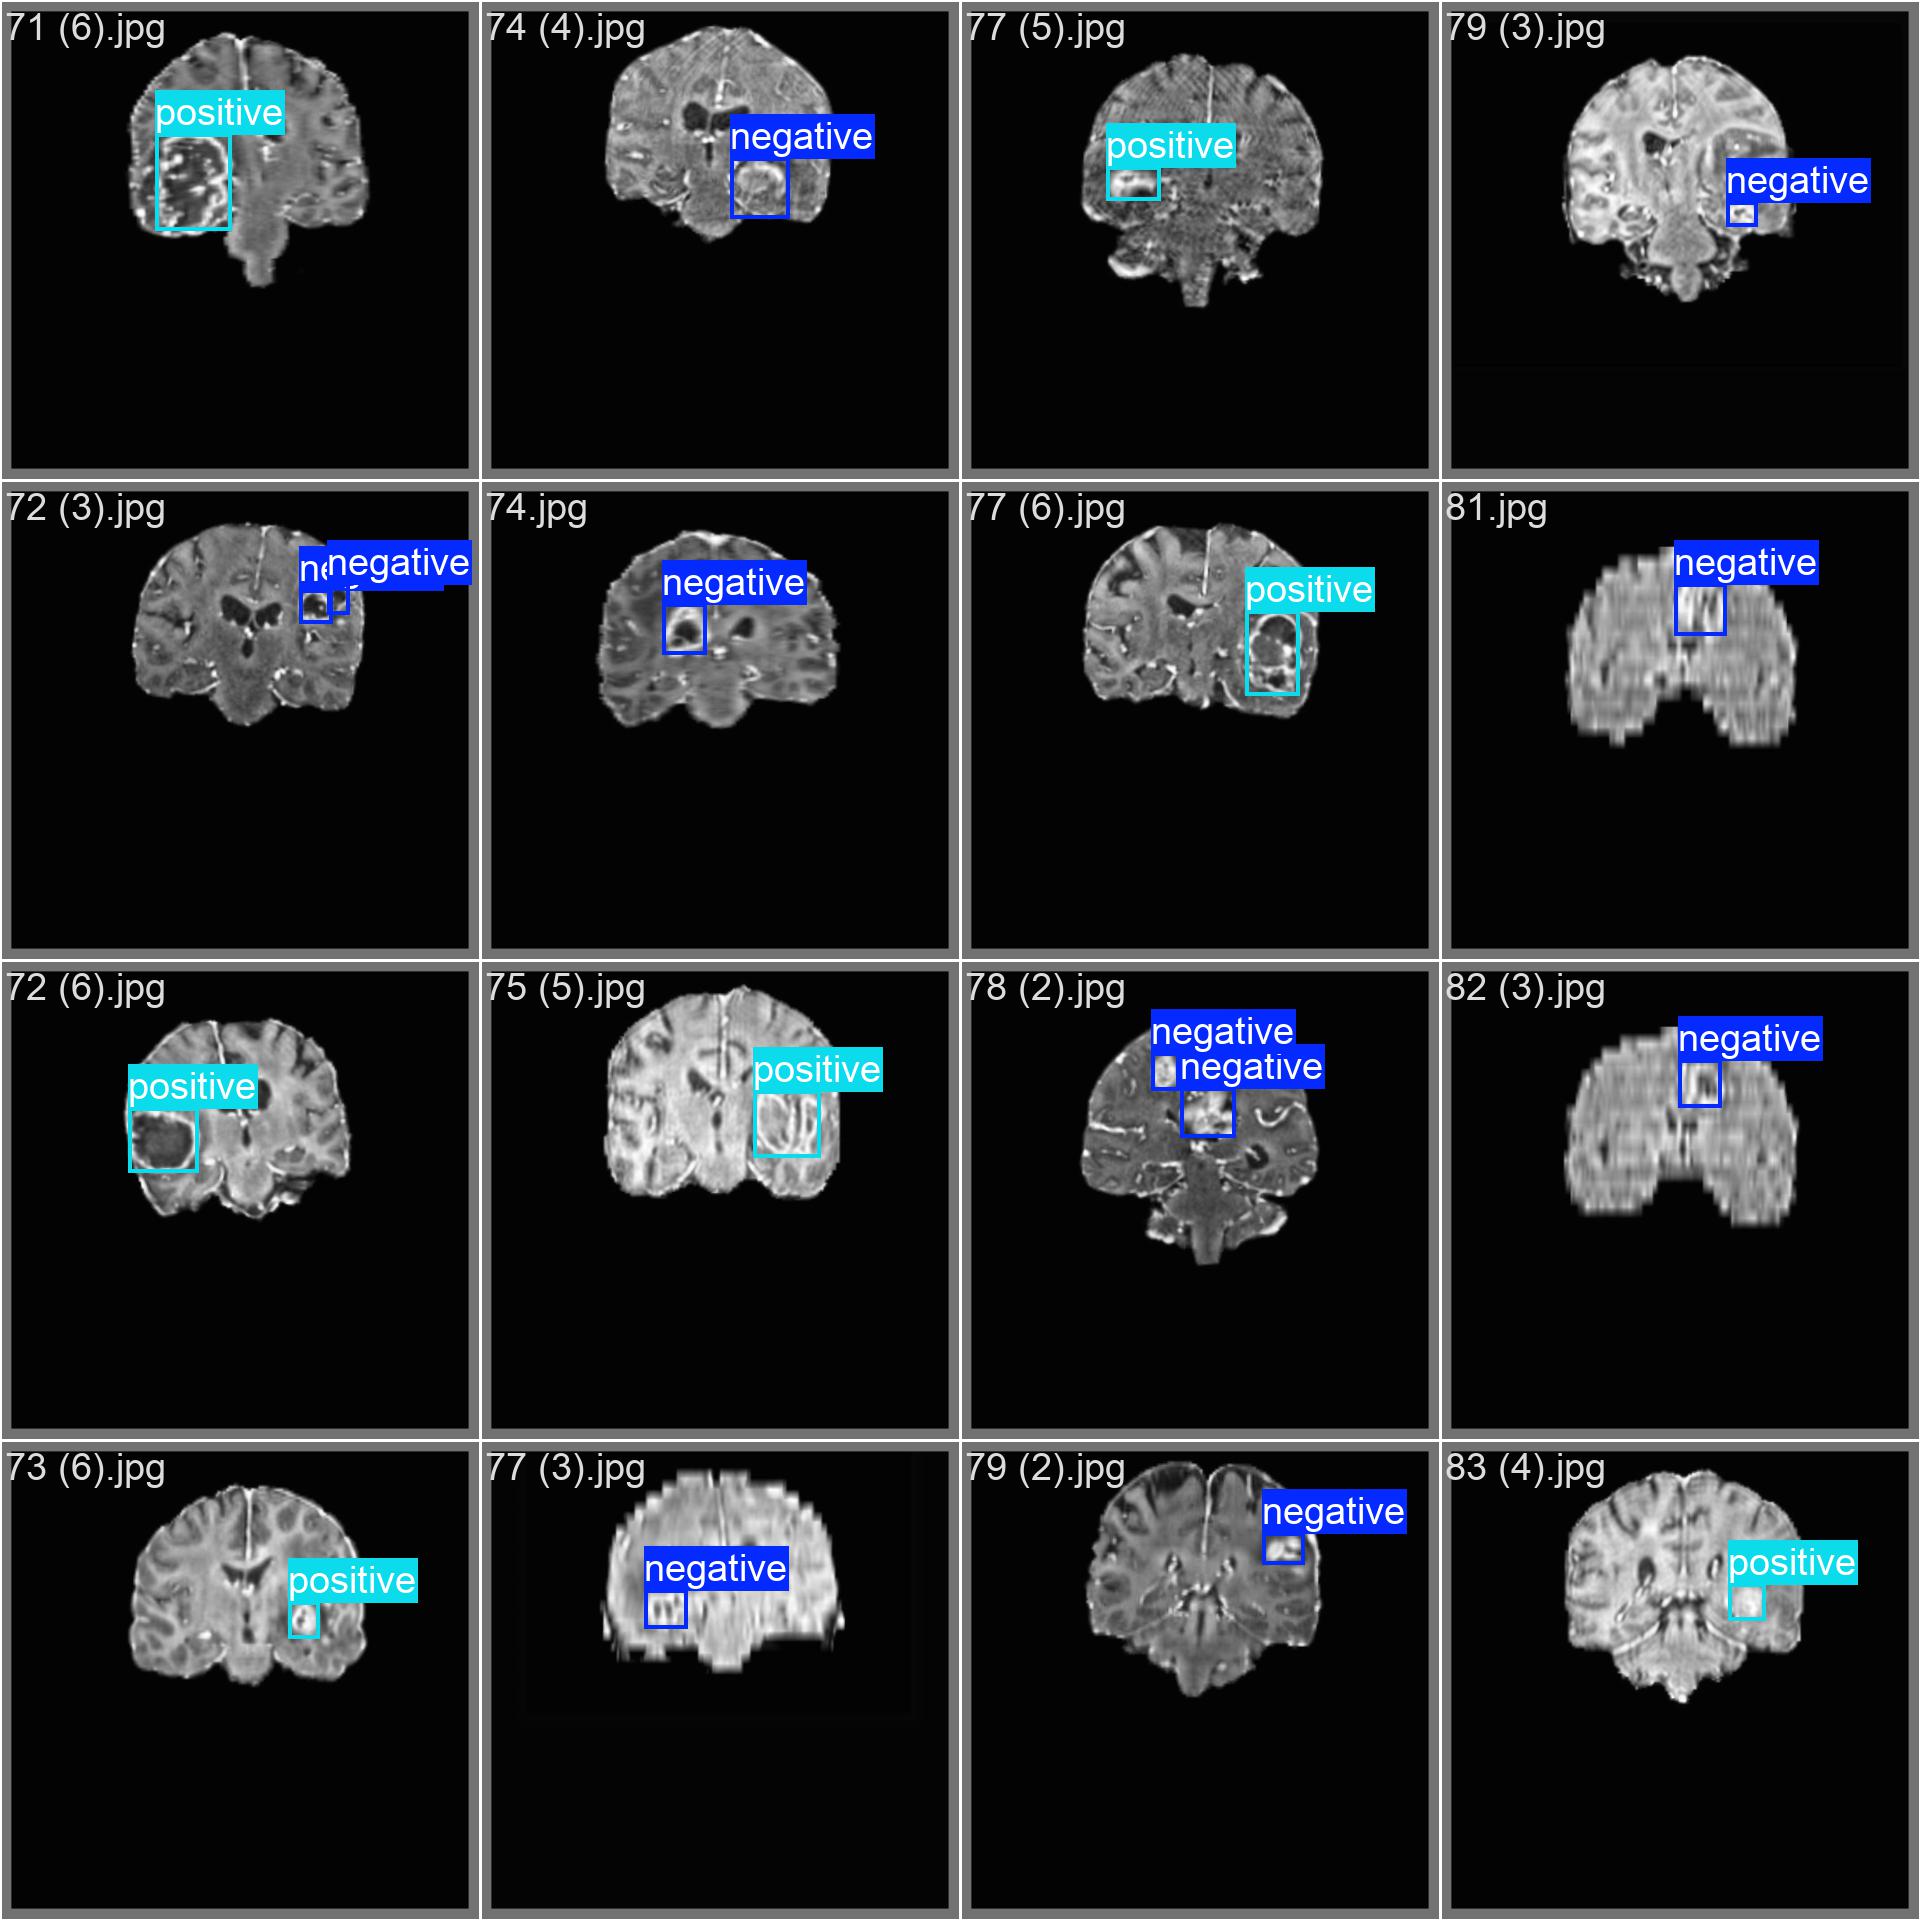 71 (6).jpg
positive
74 (4).jpg
negative
77 (5).jpg
positive
79 (3).jpg
negative
72 (3).jpg
negative
74.jpg
negative
77 (6).jpg
positive
81.jpg
negative
72 (6).jpg
positive
75 (5).jpg
positive
78 (2).jpg
negative
negative
82 (3).jpg
negative
73 (6).jpg
positive
77 (3).jpg
negative
79 (2).jpg
negative
83 (4).jpg
positive